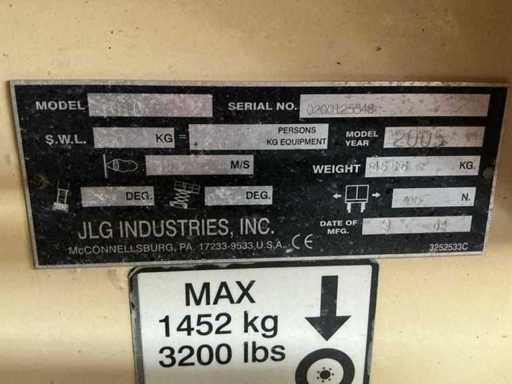 MODEL
SERIAL NO. 0200125548
S.W.L. KG= PERSONS
KG EQUIPMENT
MODEL YEAR 2005
M/S
WEIGHT KG.
DEG. DEG. N.
JLG INDUSTRIES, INC.
McCONNELLSBURG, PA. 17233-9533, U.S.A. CE
DATE OF MFG.
3252533C
MAX
1452 kg
3200 lbs